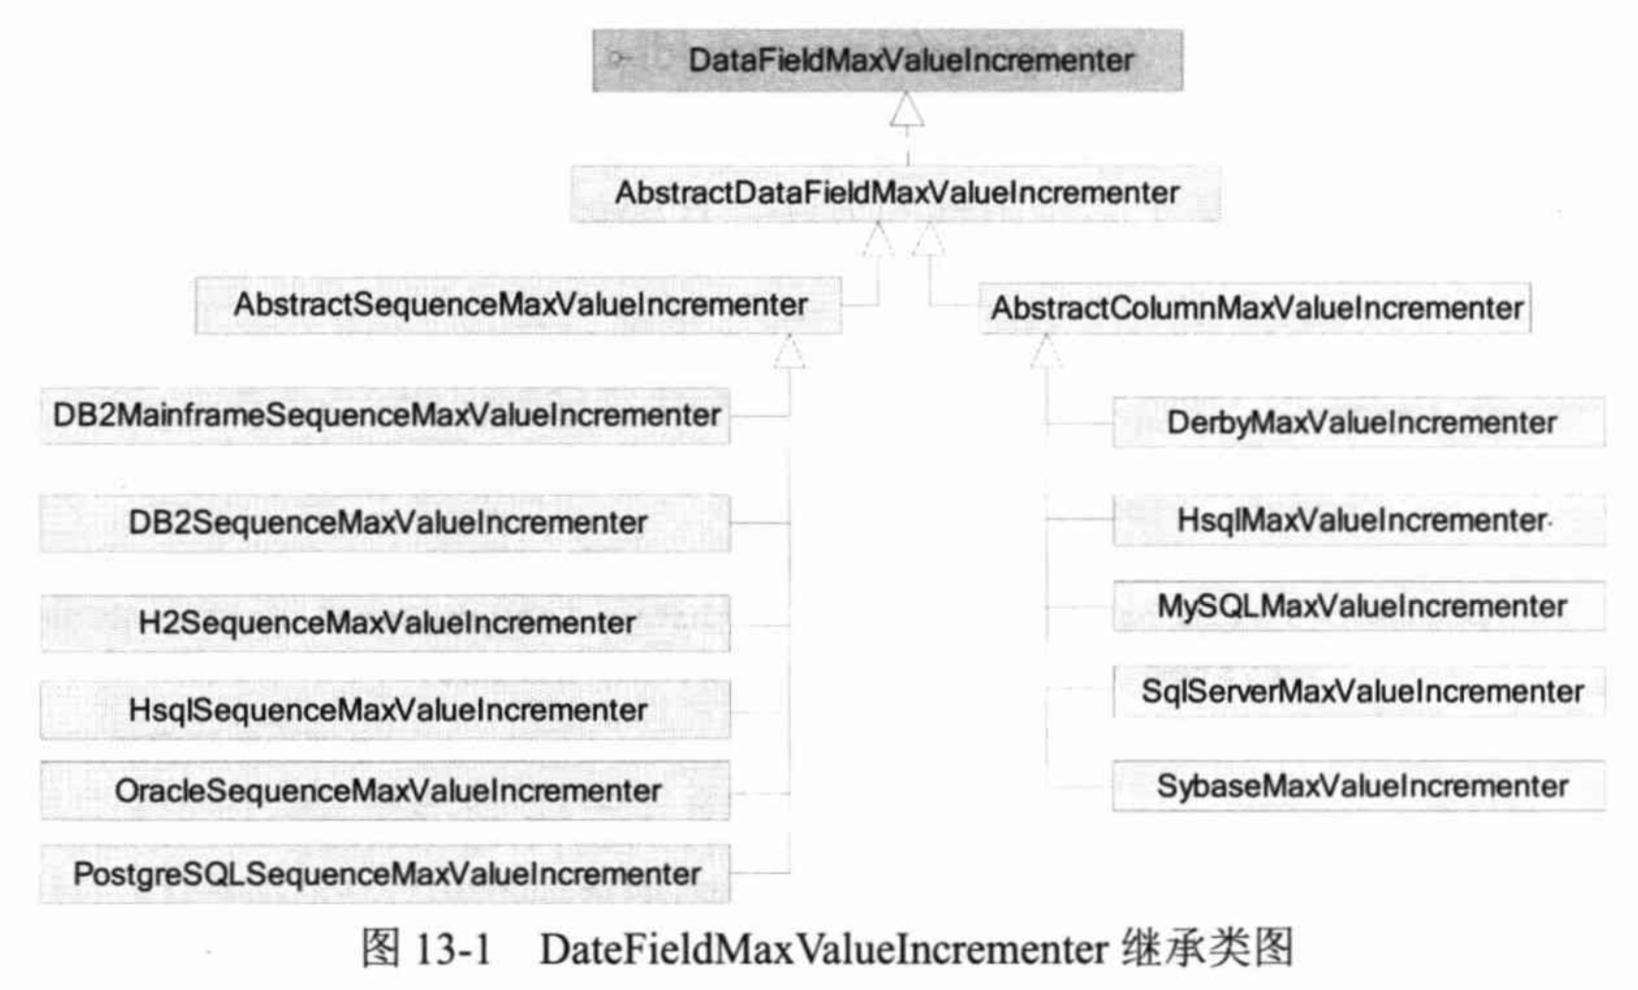 DataFieldMaxValueIncrementer
AbstractDataFieldMaxValueIncrementer
AbstractSequenceMaxValueIncrementer
AbstractColumnMaxValueIncrementer
DB2MainframeSequenceMaxValueIncrementer
DB2SequenceMaxValueIncrementer
H2SequenceMaxValueIncrementer
HsqlSequenceMaxValueIncrementer
OracleSequenceMaxValueIncrementer
PostgreSQLSequenceMaxValueIncrementer
DerbyMaxValueIncrementer
HsqlMaxValueIncrementer
MySQLMaxValueIncrementer
SqlServerMaxValueIncrementer
SybaseMaxValueIncrementer
图 13-1 DateFieldMaxValueIncrementer 继承类图